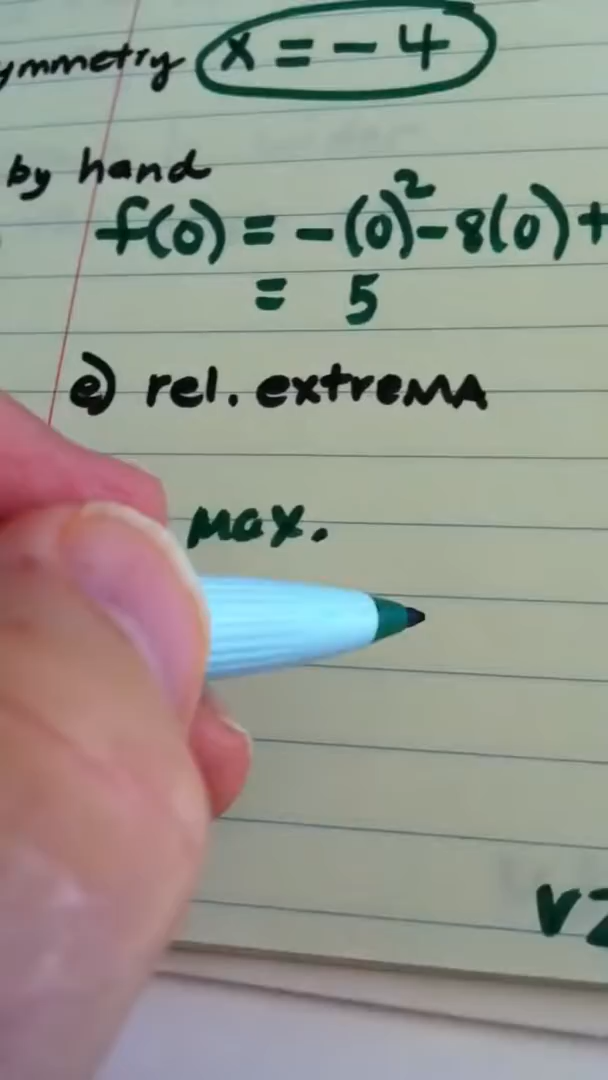 ymmetry x = - 4
by hand
f(0) = -(0)²-8(0)+
= 5
e) rel. extreMA
Max.